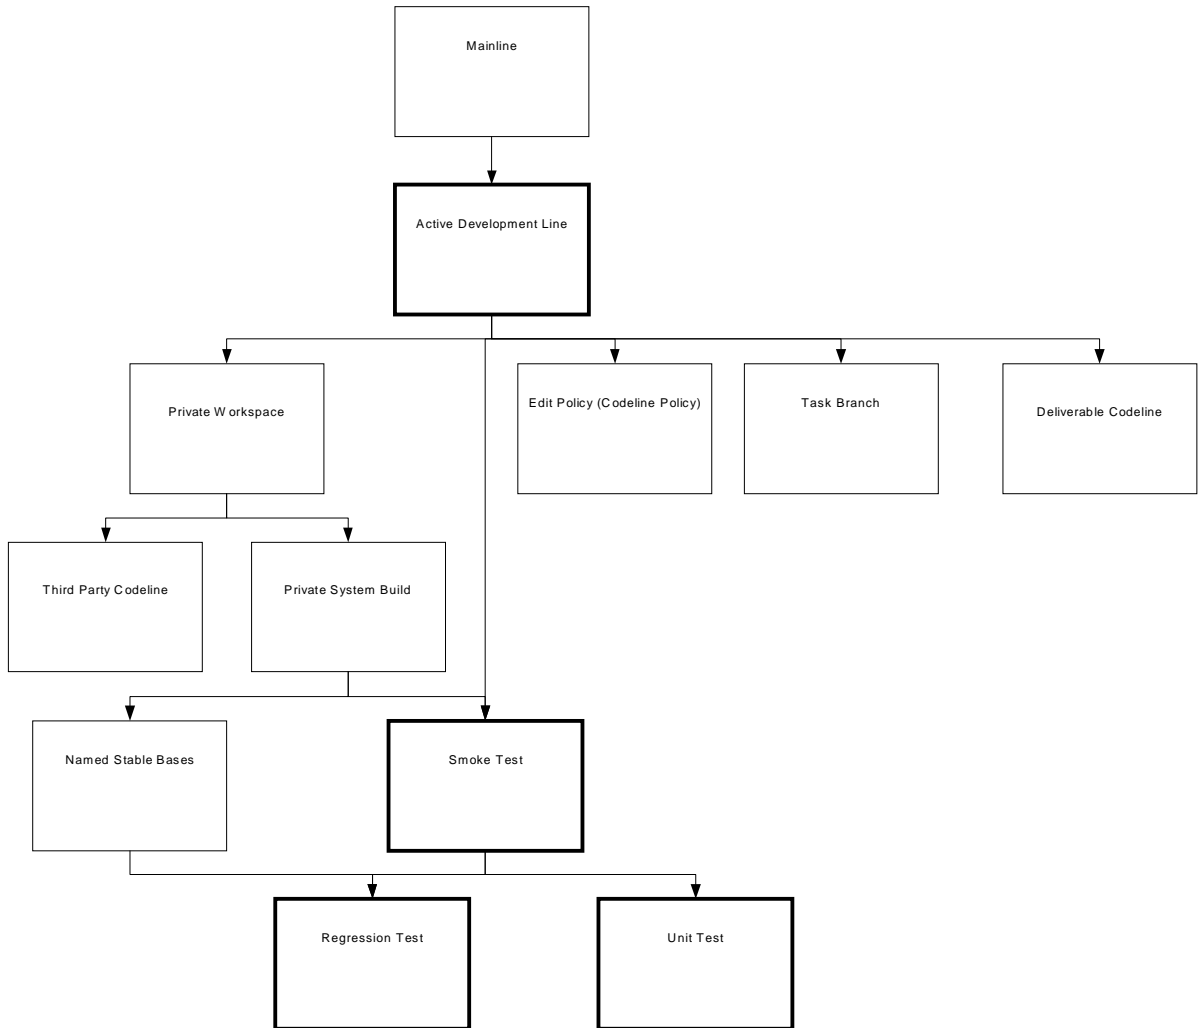 Mainline
Active Development Line
Private Workspace
Edit Policy (Codeline Policy)
Task Branch
Deliverable Codeline
Third Party Codeline
Private System Build
Named Stable Bases
Smoke Test
Regression Test
Unit Test